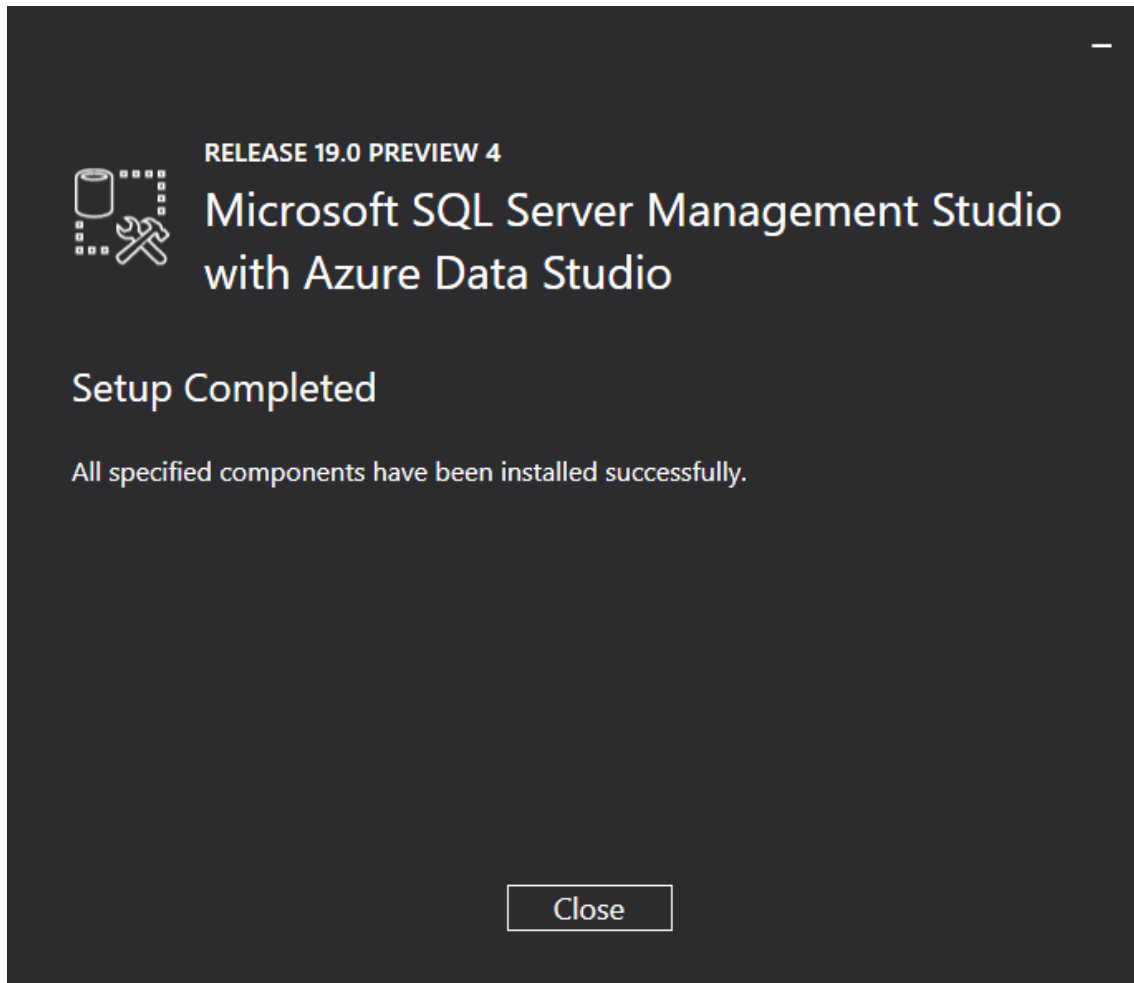 RELEASE 19.0 PREVIEW 4
Microsoft SQL Server Management Studio
with Azure Data Studio
Setup Completed
All specified components have been installed successfully.
Close